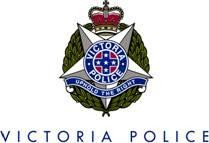 VICTORIA
POLICE
UPHOLD THE RIGHT
VICTORIA POLICE